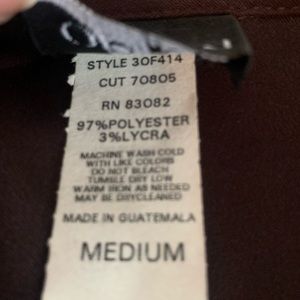 STYLE 30F414
CUT 70805
RN 83082
97%POLYESTER
3%LYCRA
MACHINE WASH COLD
WITH LIKE COLORS
DO NOT BLEACH
TUMBLE DRY LOW
WARM IRON AS NEEDED
MAY BE DRYCLEANED
MADE IN GUATEMALA
MEDIUM